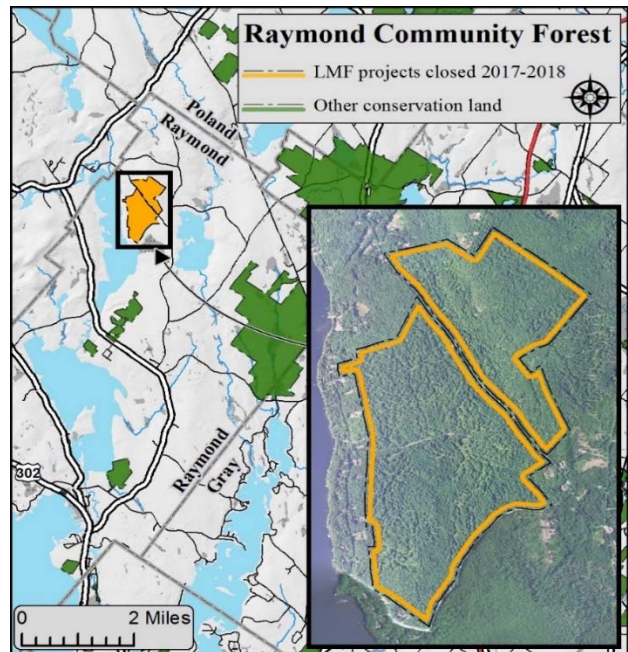 Raymond Community Forest
LMF projects closed 2017-2018
Other conservation land
Poland
Raymond
Raymond
Gray
302
0 2 Miles